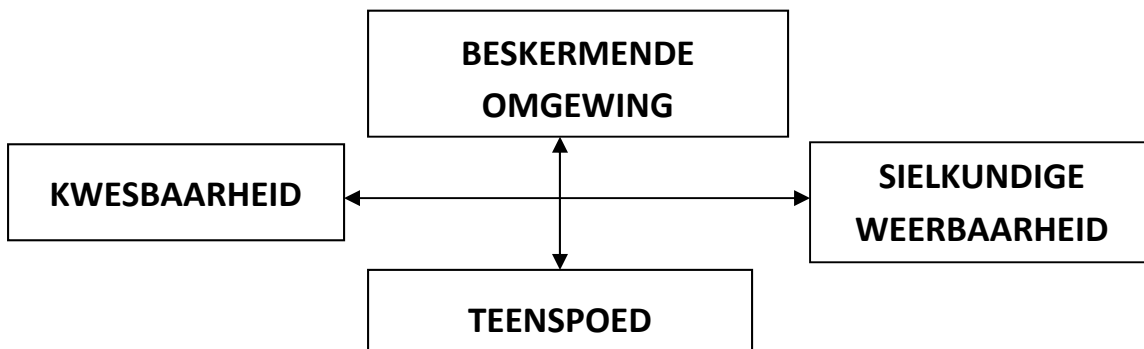 BESKERMENDE
OMGEWING
KWESBAARHEID
SIELKUNDIGE
WEERBAARHEID
TEENSPOED